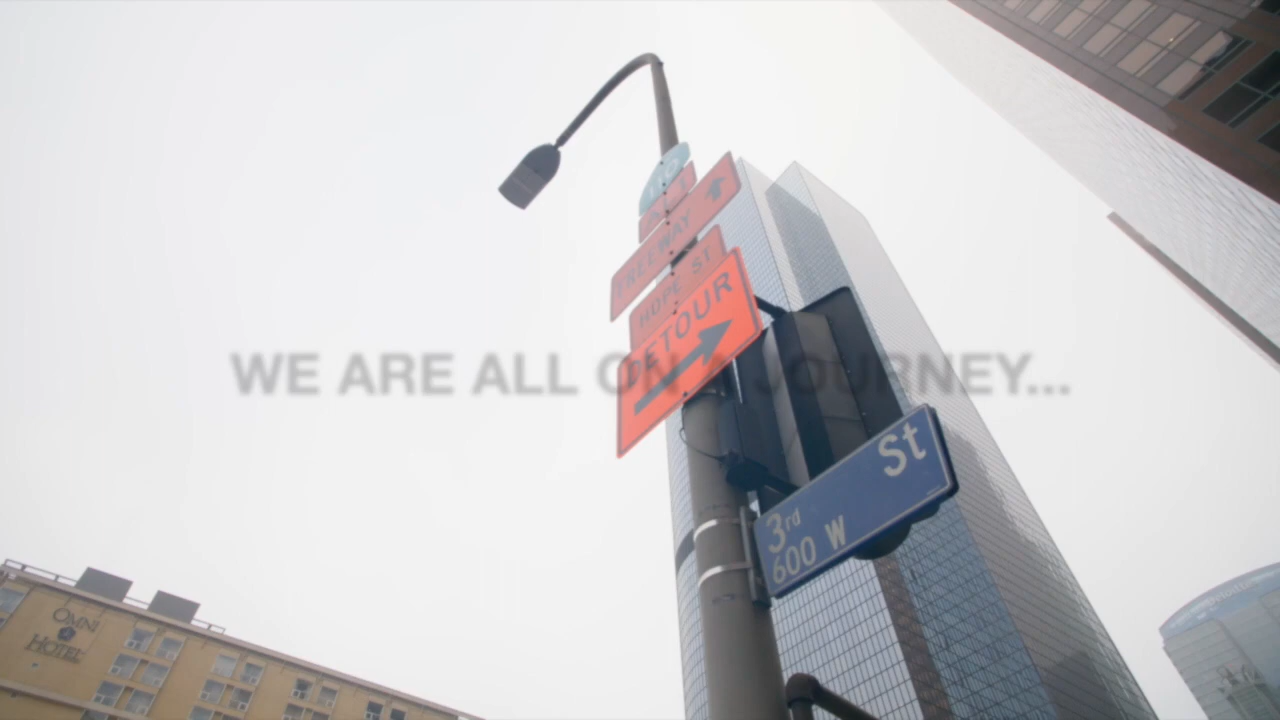 110
FREEWAY
HOPE ST
DETOUR
WE ARE ALL ON A JOURNEY...
St
3rd
600 W
OMNI
HOTEL